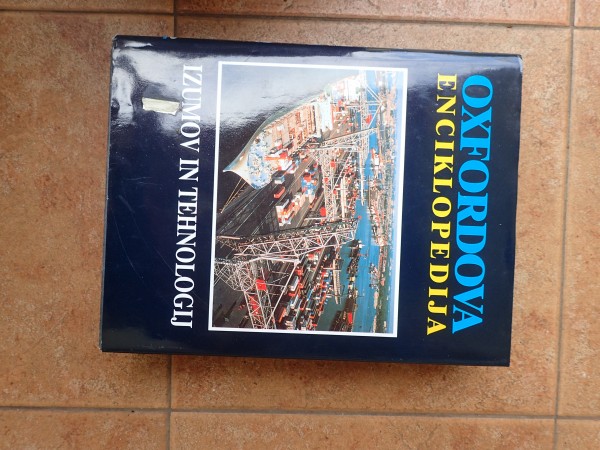 OXFORDOVA
ENCIKLOPEDIJA
IZUMOV IN TEHNOLOGIJ